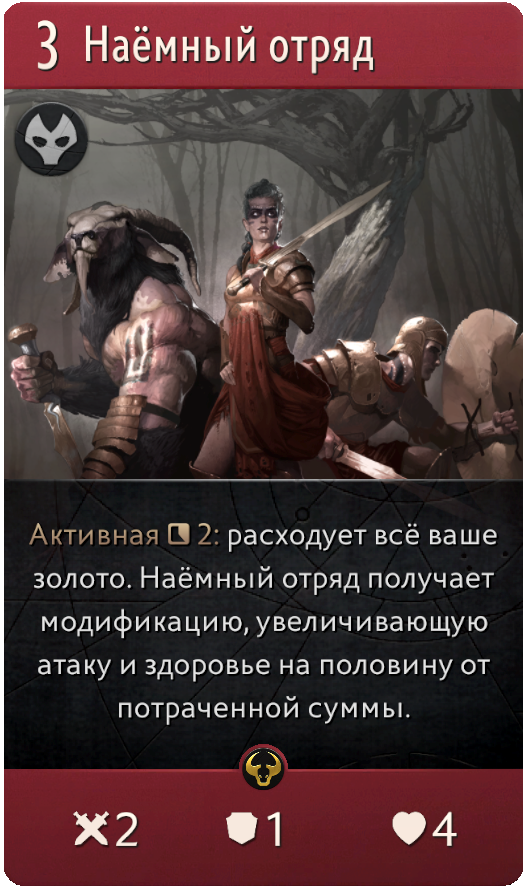 3 Наёмный отряд
Активная 2: расходует всё ваше
золото. Наёмный отряд получает
модификацию, увеличивающую
атаку и здоровье на половину от
потраченной суммы.
2 1 4